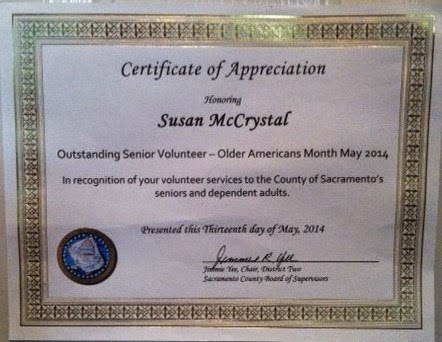 Certificate of Appreciation
Honoring
Susan McCrystal
Outstanding Senior Volunteer – Older Americans Month May 2014
In recognition of your volunteer services to the County of Sacramento's
seniors and dependent adults.
Presented this Thirteenth day of May, 2014
Jimmie R. Yee
Jimmie Yee, Chair, District Two
Sacramento County Board of Supervisors